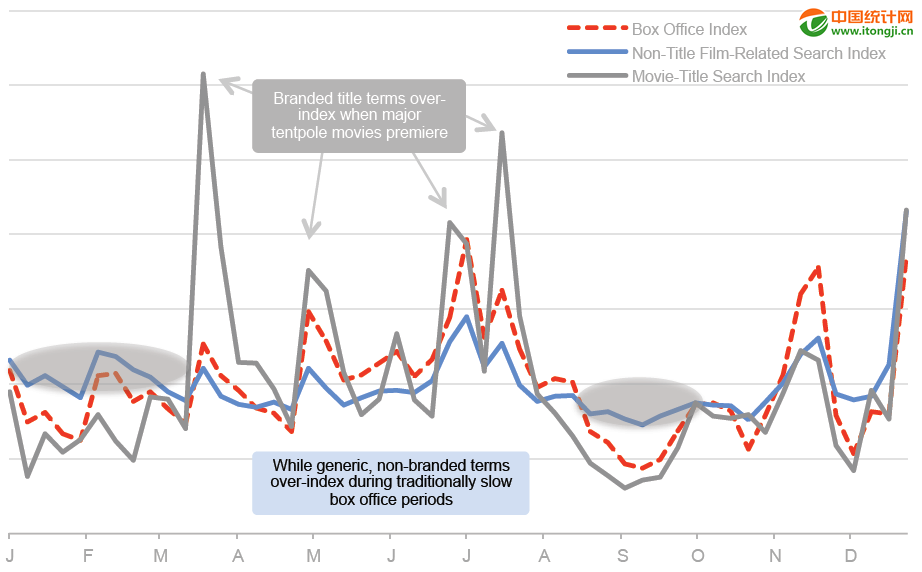 中国统计网
www.itongji.cn
Box Office Index
Non-Title Film-Related Search Index
Movie-Title Search Index
Branded title terms over-
index when major
tentpole movies premiere
While generic, non-branded terms
over-index during traditionally slow
box office periods
J F M A M J J A S O N D